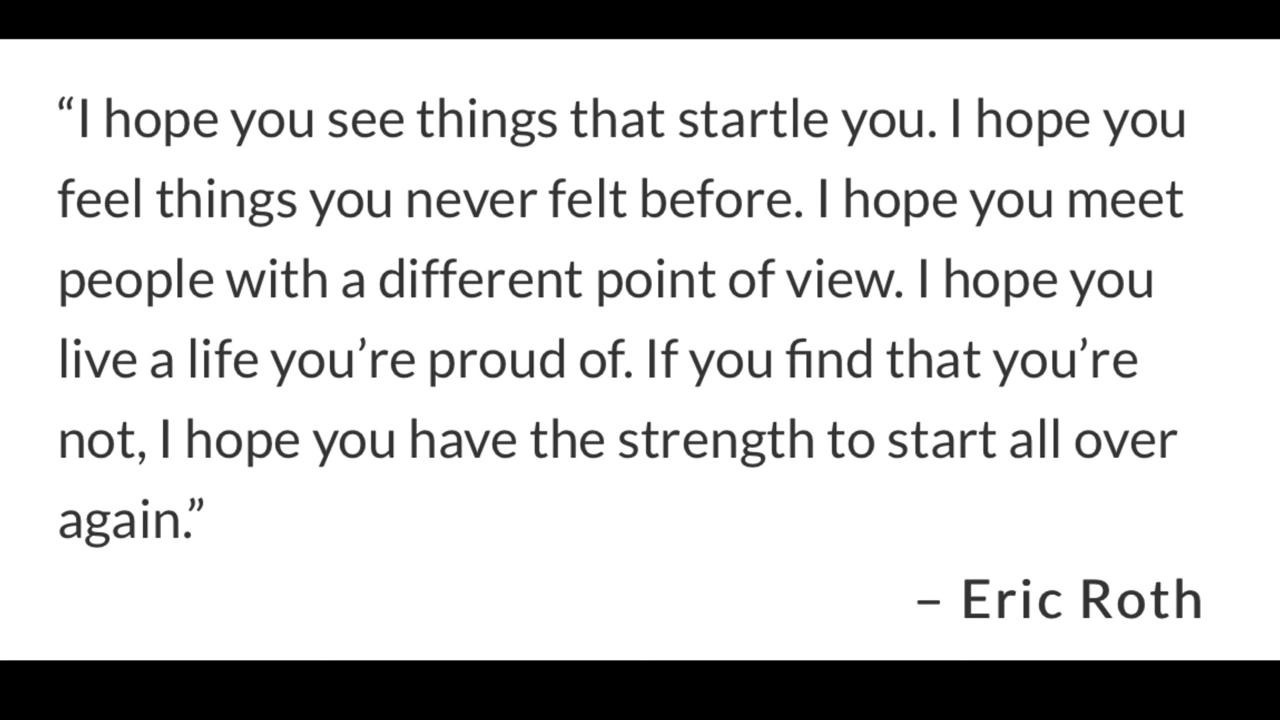 “I hope you see things that startle you. I hope you
feel things you never felt before. I hope you meet
people with a different point of view. I hope you
live a life you’re proud of. If you find that you’re
not, I hope you have the strength to start all over
again.”
– Eric Roth